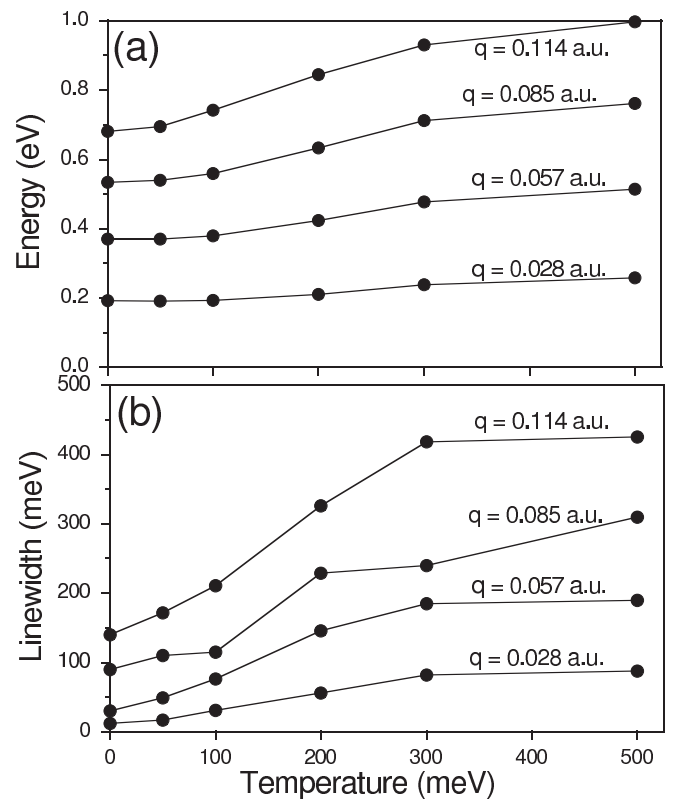 (a)
1.0
0.8
0.6
0.4
0.2
0.0
Energy (eV)
q = 0.114 a.u.
q = 0.085 a.u.
q = 0.057 a.u.
q = 0.028 a.u.
(b)
500
400
300
200
100
0
Linewidth (meV)
q = 0.114 a.u.
q = 0.085 a.u.
q = 0.057 a.u.
q = 0.028 a.u.
0 100 200 300 400 500
Temperature (meV)